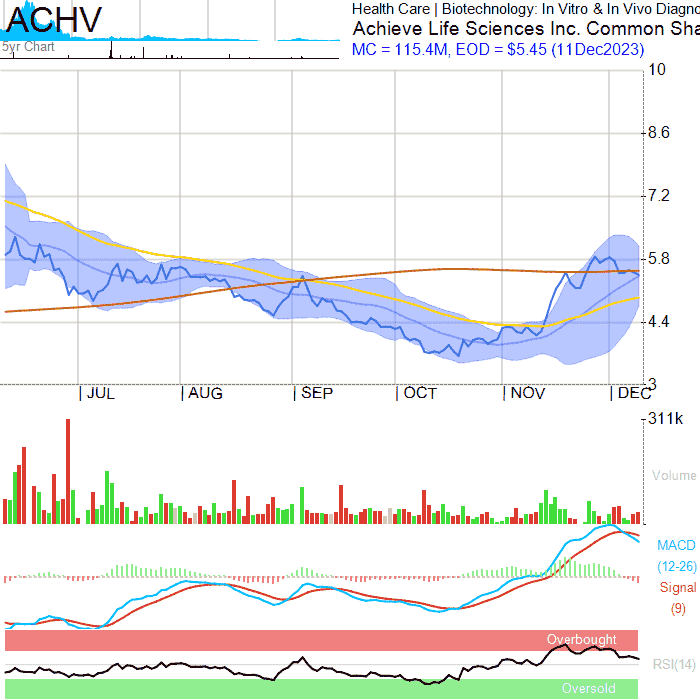 ACHV
5yr Chart
Health Care | Biotechnology: In Vitro & In Vivo Diagno
Achieve Life Sciences Inc. Common Sha
MC = 115.4M, EOD = $5.45 (11Dec2023)
10
8.6
7.2
5.8
4.4
3
| JUL | AUG | SEP | OCT | NOV | DEC
311k
Volume
MACD
(12-26)
Signal
(9)
Overbought
RSI(14)
Oversold